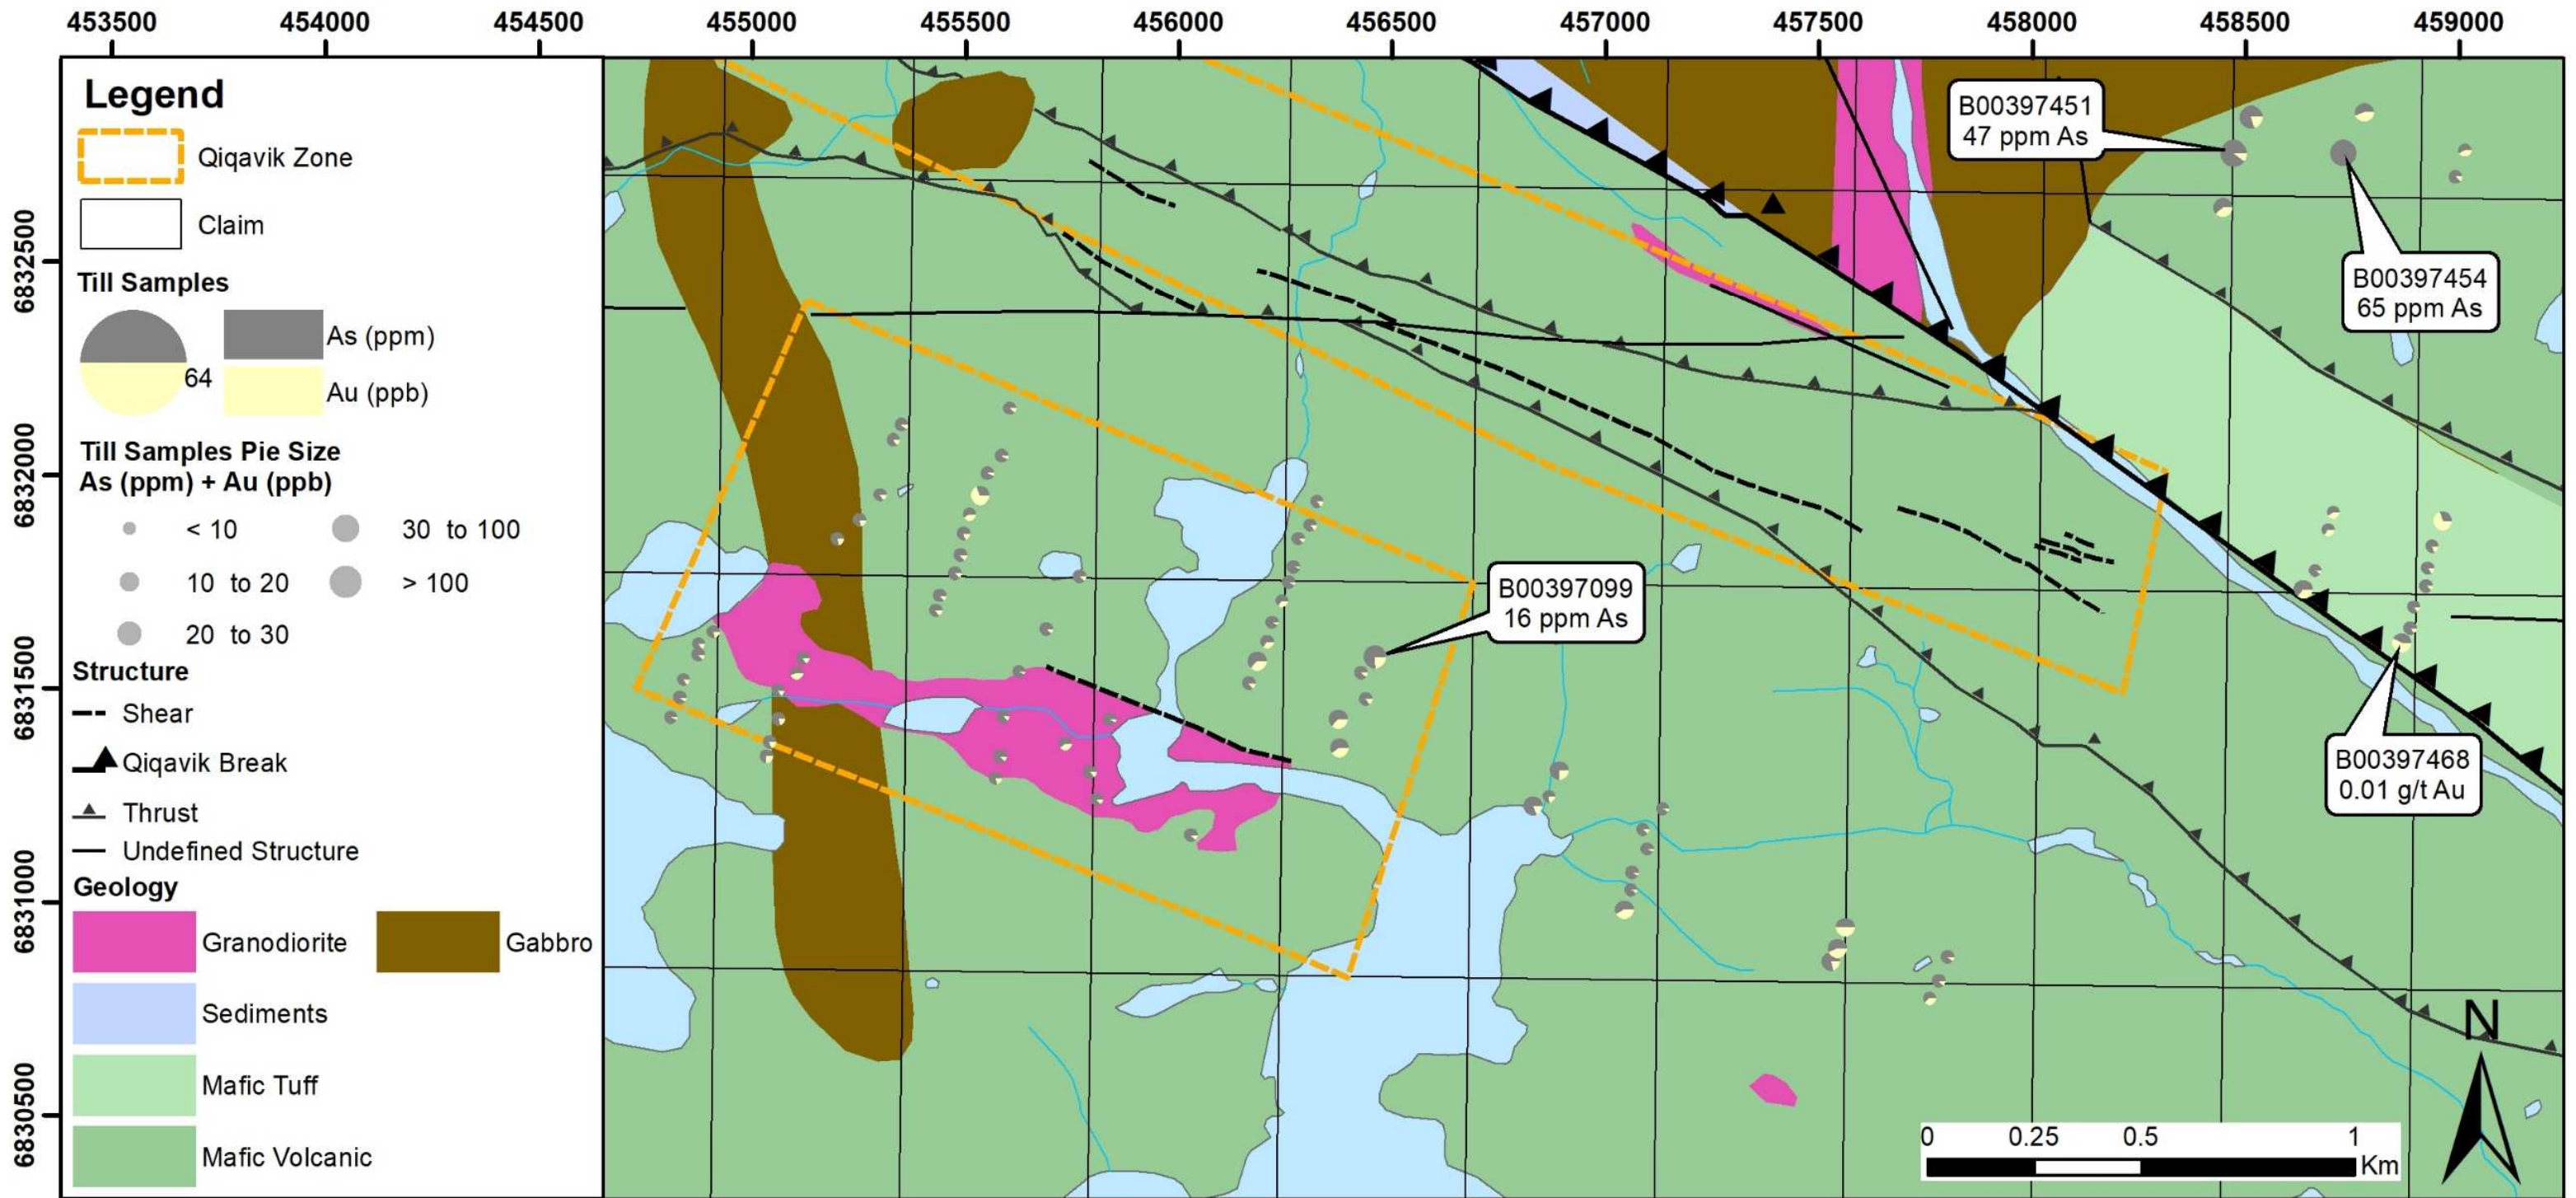 453500 454000 454500 455000 455500 456000 456500 457000 457500 458000 458500 459000
6832500
6832000
6831500
6831000
6830500
Legend
Qiqavik Zone
Claim
Till Samples
64
As (ppm)
Au (ppb)
Till Samples Pie Size
As (ppm) + Au (ppb)
< 10
30 to 100
10 to 20
> 100
20 to 30
Structure
Shear
Qiqavik Break
Thrust
Undefined Structure
Geology
Granodiorite
Gabbro
Sediments
Mafic Tuff
Mafic Volcanic
B00397451
47 ppm As
B00397454
65 ppm As
B00397099
16 ppm As
B00397468
0.01 g/t Au
N
0 0.25 0.5 1
Km